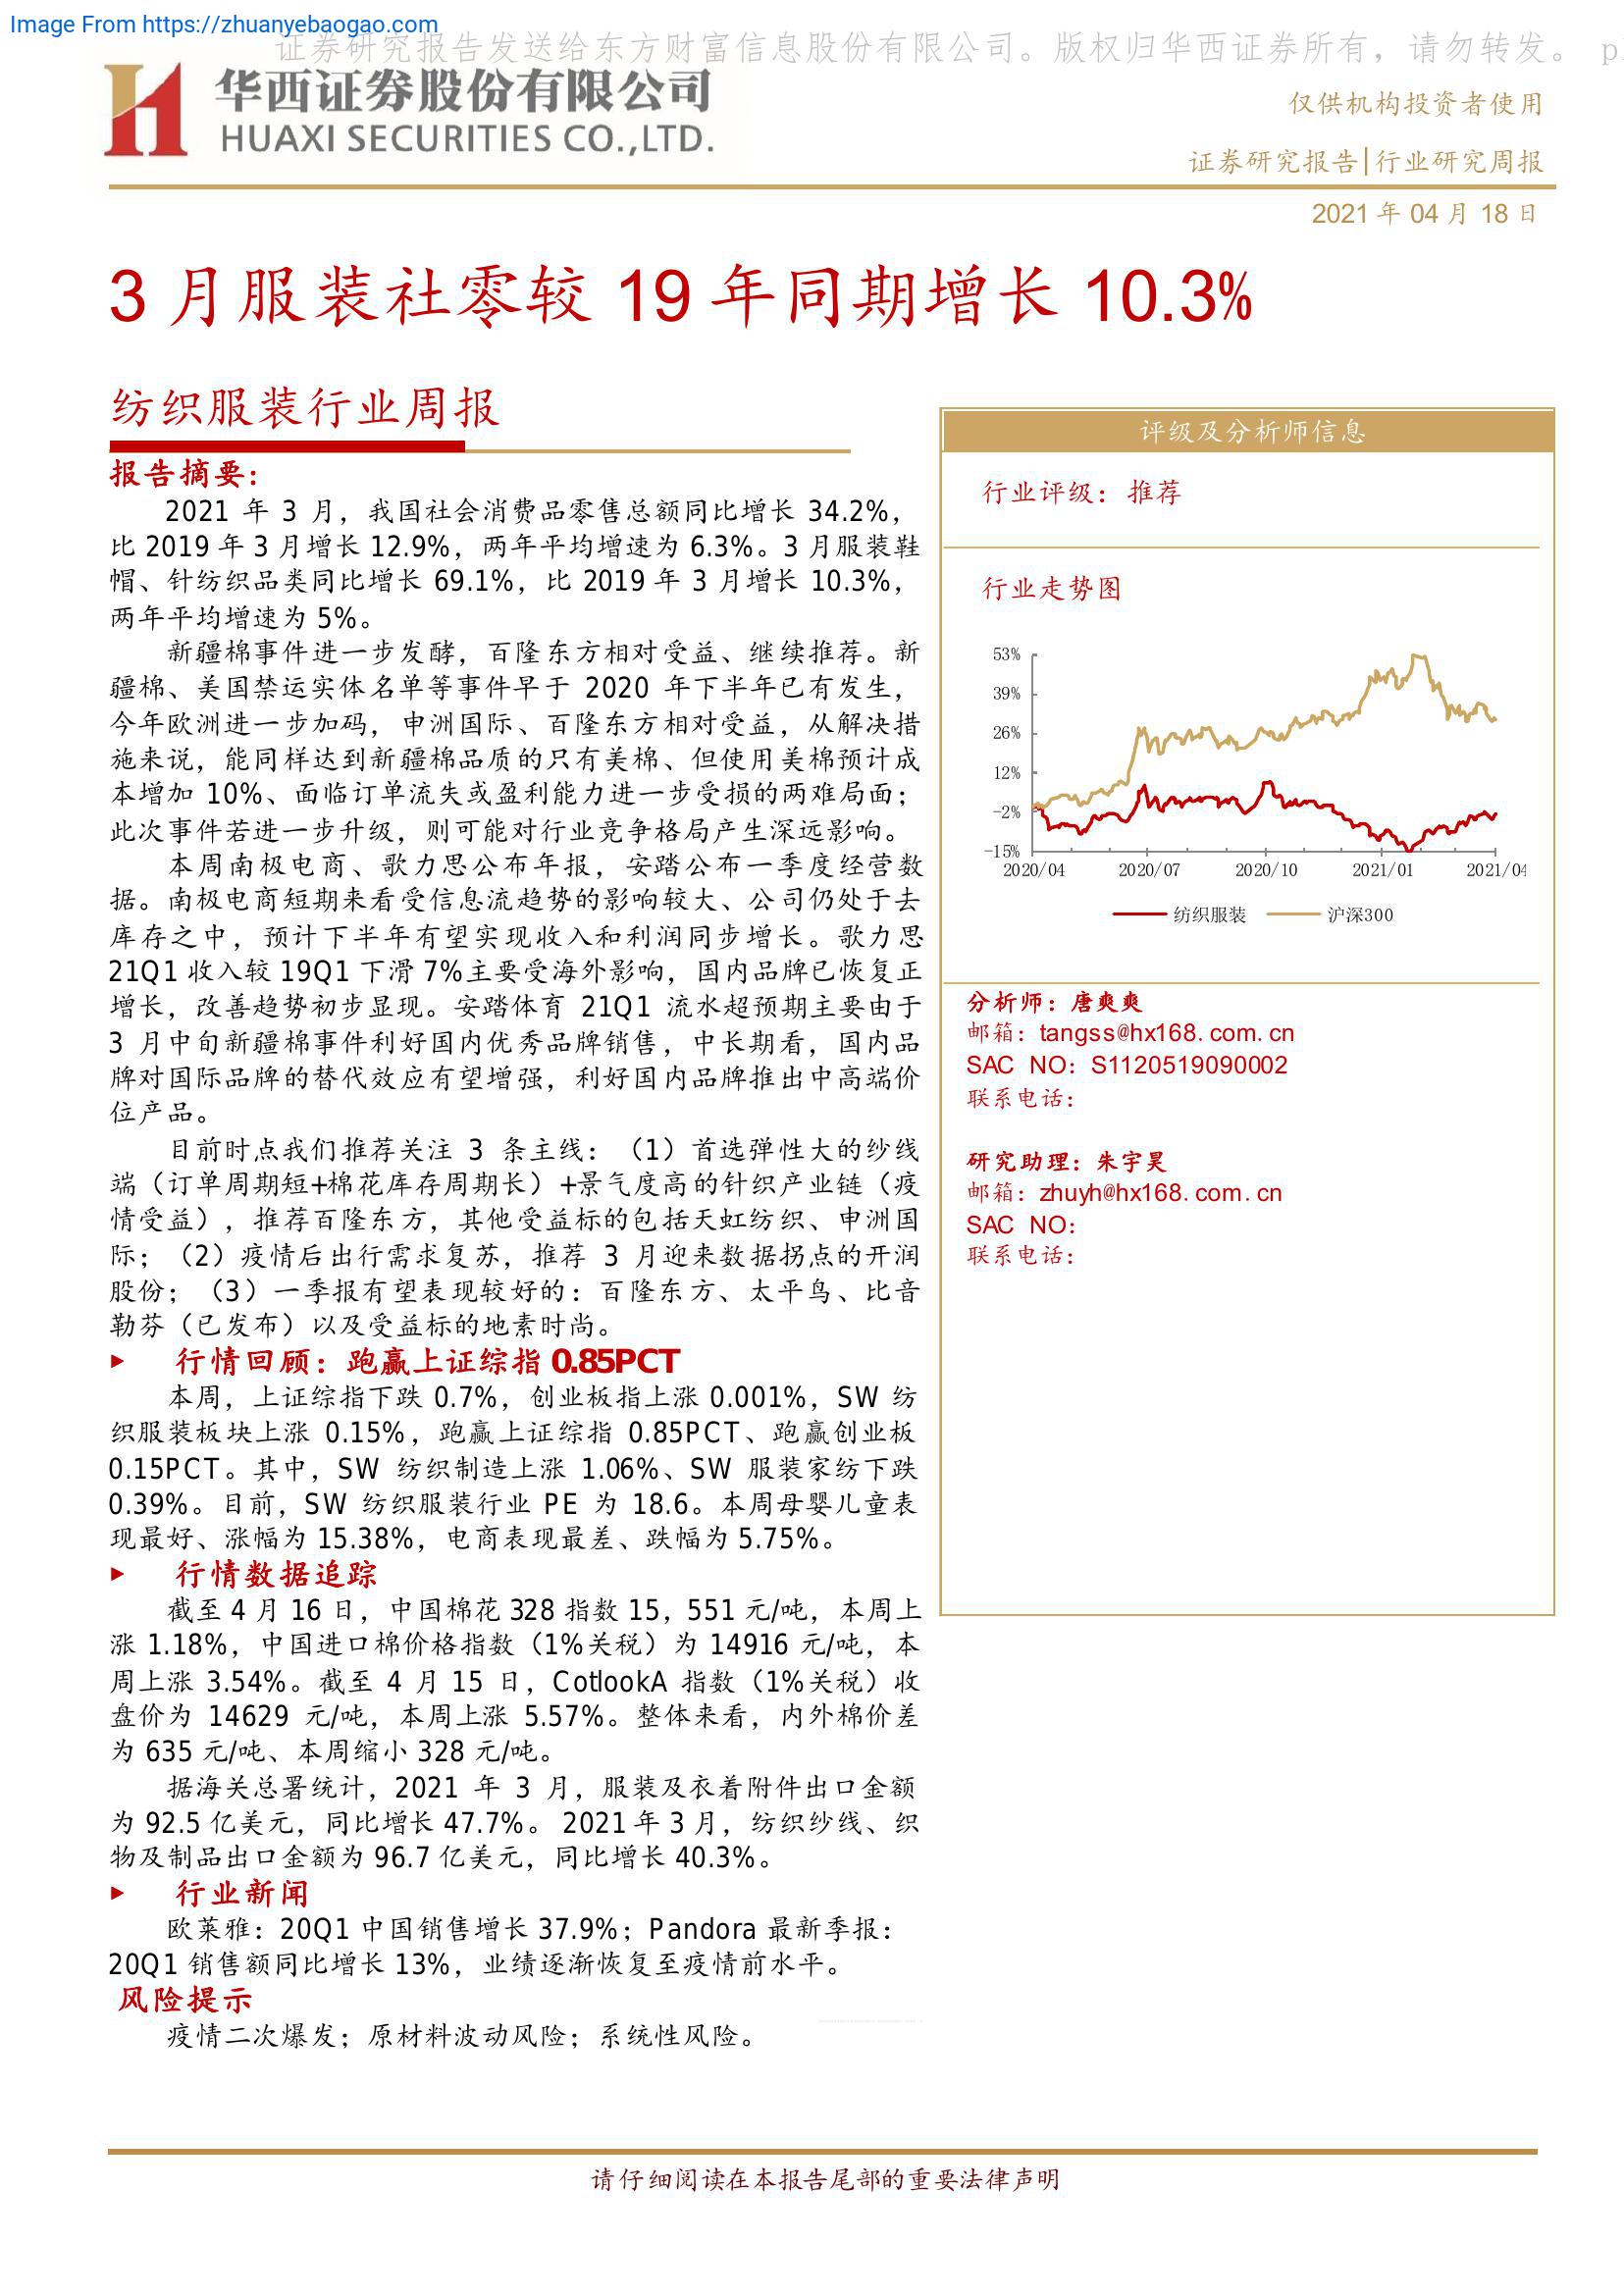 Image From https://zhuanyebaogao.com
证券研究报告发送给东方财富信息股份有限公司。版权归华西证券所有，请勿转发。 p
华西证券股份有限公司
HUAXI SECURITIES CO.,LTD.
仅供机构投资者使用
证券研究报告|行业研究周报
2021 年 04 月 18 日
3 月服装社零较 19 年同期增长 10.3%
纺织服装行业周报
报告摘要：
2021 年 3 月，我国社会消费品零售总额同比增长 34.2%，
比 2019 年 3 月增长 12.9%，两年平均增速为 6.3%。3 月服装鞋
帽、针纺织品类同比增长 69.1%，比 2019 年 3 月增长 10.3%，
两年平均增速为 5%。
新疆棉事件进一步发酵，百隆东方相对受益、继续推荐。新
疆棉、美国禁运实体名单等事件早于 2020 年下半年已有发生，
今年欧洲进一步加码，申洲国际、百隆东方相对受益，从解决措
施来说，能同样达到新疆棉品质的只有美棉、但使用美棉预计成
本增加 10%、面临订单流失或盈利能力进一步受损的两难局面；
此次事件若进一步升级，则可能对行业竞争格局产生深远影响。
本周南极电商、歌力思公布年报，安踏公布一季度经营数
据。南极电商短期来看受信息流趋势的影响较大、公司仍处于去
库存之中，预计下半年有望实现收入和利润同步增长。歌力思
21Q1 收入较 19Q1 下滑 7%主要受海外影响，国内品牌已恢复正
增长，改善趋势初步显现。安踏体育 21Q1 流水超预期主要由于
3 月中旬新疆棉事件利好国内优秀品牌销售，中长期看，国内品
牌对国际品牌的替代效应有望增强，利好国内品牌推出中高端价
位产品。
目前时点我们推荐关注 3 条主线：（1）首选弹性大的纱线
端（订单周期短+棉花库存周期长）+景气度高的针织产业链（疫
情受益），推荐百隆东方，其他受益标的包括天虹纺织、申洲国
际；（2）疫情后出行需求复苏，推荐 3 月迎来数据拐点的开润
股份；（3）一季报有望表现较好的：百隆东方、太平鸟、比音
勒芬（已发布）以及受益标的地素时尚。
行情回顾：跑赢上证综指 0.85PCT
本周，上证综指下跌 0.7%，创业板指上涨 0.001%，SW 纺
织服装板块上涨 0.15%，跑赢上证综指 0.85PCT、跑赢创业板
0.15PCT。其中，SW 纺织制造上涨 1.06%、SW 服装家纺下跌
0.39%。目前，SW 纺织服装行业 PE 为 18.6。本周母婴儿童表
现最好、涨幅为 15.38%，电商表现最差、跌幅为 5.75%。
行情数据追踪
截至 4 月 16 日，中国棉花 328 指数 15，551 元/吨，本周上
涨 1.18%，中国进口棉价格指数（1%关税）为 14916 元/吨，本
周上涨 3.54%。截至 4 月 15 日，CotlookA 指数（1%关税）收
盘价为 14629 元/吨，本周上涨 5.57%。整体来看，内外棉价差
为 635 元/吨、本周缩小 328 元/吨。
据海关总署统计，2021 年 3 月，服装及衣着附件出口金额
为 92.5 亿美元，同比增长 47.7%。 2021 年 3 月，纺织纱线、织
物及制品出口金额为 96.7 亿美元，同比增长 40.3%。
行业新闻
欧莱雅：20Q1 中国销售增长 37.9%；Pandora 最新季报：
20Q1 销售额同比增长 13%，业绩逐渐恢复至疫情前水平。
风险提示
疫情二次爆发；原材料波动风险；系统性风险。
评级及分析师信息
行业评级：推荐
行业走势图
53%
39%
26%
12%
-2%
-15%
2020/04 2020/07 2020/10 2021/01 2021/04
纺织服装 沪深300
分析师：唐爽爽
邮箱：tangss@hx168.com.cn
SAC NO：S1120519090002
联系电话：
研究助理：朱宇昊
邮箱：zhuyh@hx168.com.cn
SAC NO：
联系电话：
请仔细阅读在本报告尾部的重要法律声明